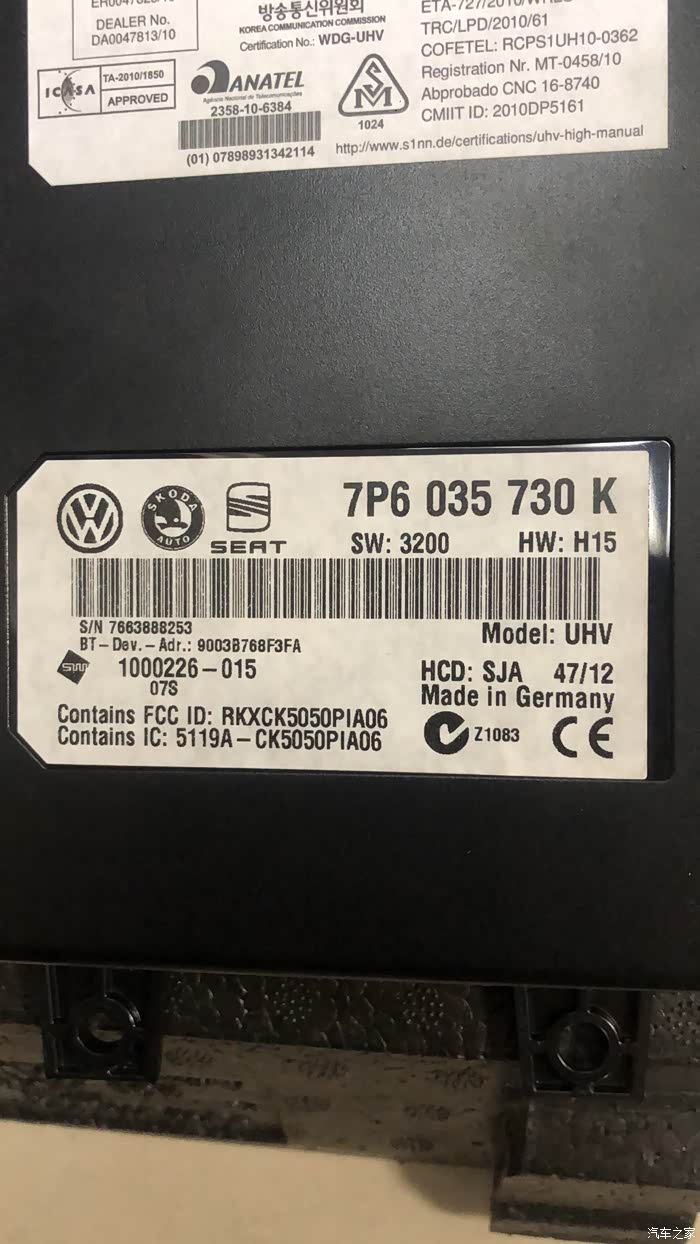 DEALER No.
DA0047813/10
방송통신위원회
KOREA COMMUNICATION COMMISSION
Certification No.: WDG-UHV
TRC/LPD/2010/61
COFETEL: RCPS1UH10-0362
Registration Nr. MT-0458/10
Abprobado CNC 16-8740
CMIIT ID: 2010DP5161
ICASA
TA-2010/1850
APPROVED
ANATEL
Agência Nacional de Telecomunicações
2358-10-6384
(01) 07898931342114
SM
1024
http://www.s1nn.de/certifications/uhv-high-manual
VW
SKODA
AUTO
SEAT
7P6 035 730 K
SW: 3200 HW: H15
S/N 7663888253
BT-Dev.-Adr.: 9003B768F3FA
Model: UHV
1000226-015
07S
HCD: SJA 47/12
Made in Germany
Contains FCC ID: RKXCK5050PIA06
Contains IC: 5119A-CK5050PIA06
Z1083
CE
汽车之家